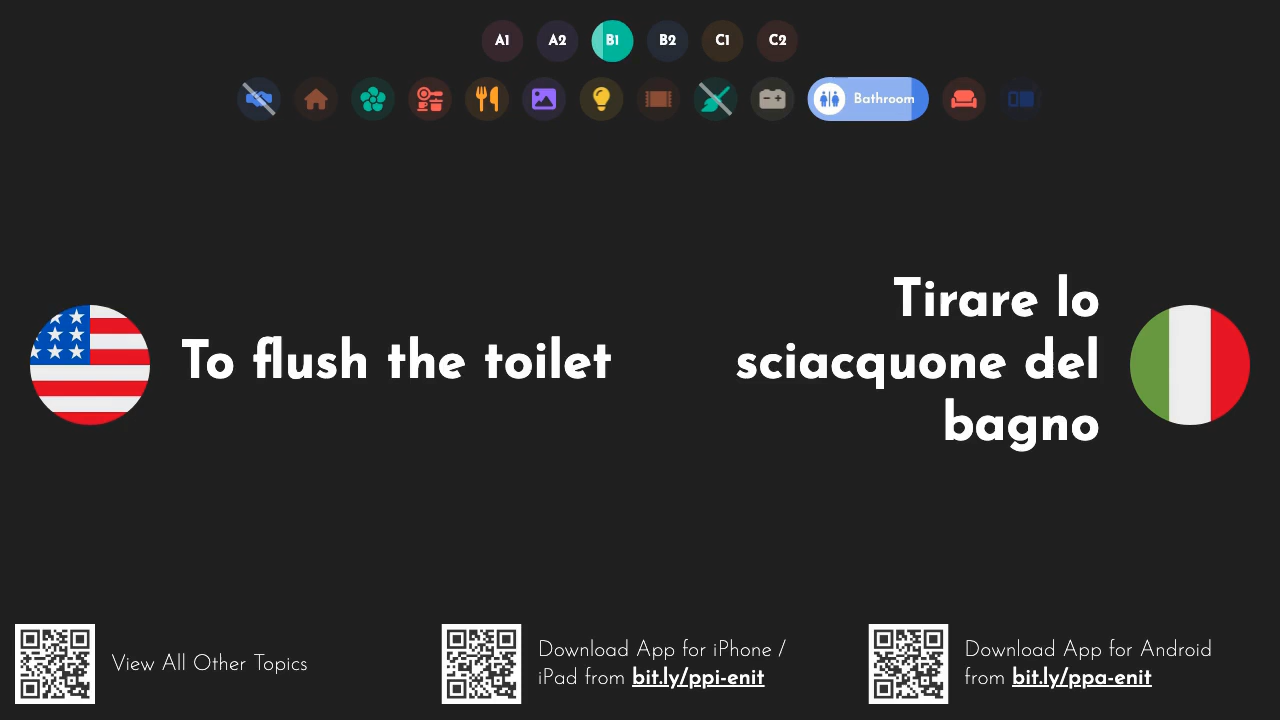 A1 A2 B1 B2 C1 C2
Bathroom
To flush the toilet
Tirare lo
sciacquone del
bagno
View All Other Topics
Download App for iPhone /
iPad from bit.ly/ppi-enit
Download App for Android
from bit.ly/ppa-enit